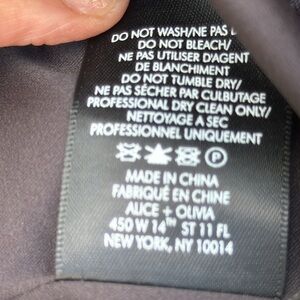 DO NOT WASH/NE PAS
DO NOT BLEACH/
NE PAS UTILISER D'AGENT
DE BLANCHIMENT
DO NOT TUMBLE DRY/
NE PAS SÉCHER PAR CULBUTAGE
PROFESSIONAL DRY CLEAN ONLY/
NETTOYAGE A SEC
PROFESSIONNEL UNIQUEMENT
P
MADE IN CHINA
FABRIQUÉ EN CHINE
ALICE + OLIVIA
450 W 14TH ST 11 FL
NEW YORK, NY 10014